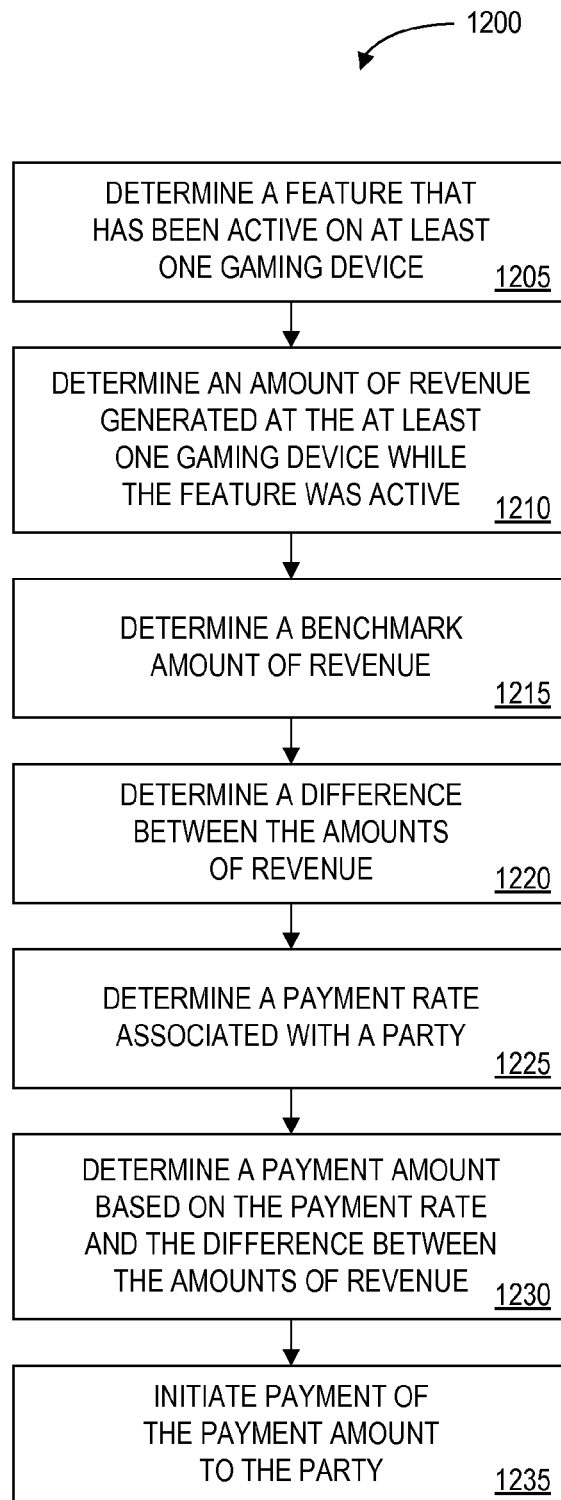 1200
DETERMINE A FEATURE THAT
HAS BEEN ACTIVE ON AT LEAST
ONE GAMING DEVICE
1205
DETERMINE AN AMOUNT OF REVENUE
GENERATED AT THE AT LEAST
ONE GAMING DEVICE WHILE
THE FEATURE WAS ACTIVE
1210
DETERMINE A BENCHMARK
AMOUNT OF REVENUE
1215
DETERMINE A DIFFERENCE
BETWEEN THE AMOUNTS
OF REVENUE
1220
DETERMINE A PAYMENT RATE
ASSOCIATED WITH A PARTY
1225
DETERMINE A PAYMENT AMOUNT
BASED ON THE PAYMENT RATE
AND THE DIFFERENCE BETWEEN
THE AMOUNTS OF REVENUE
1230
INITIATE PAYMENT OF
THE PAYMENT AMOUNT
TO THE PARTY
1235